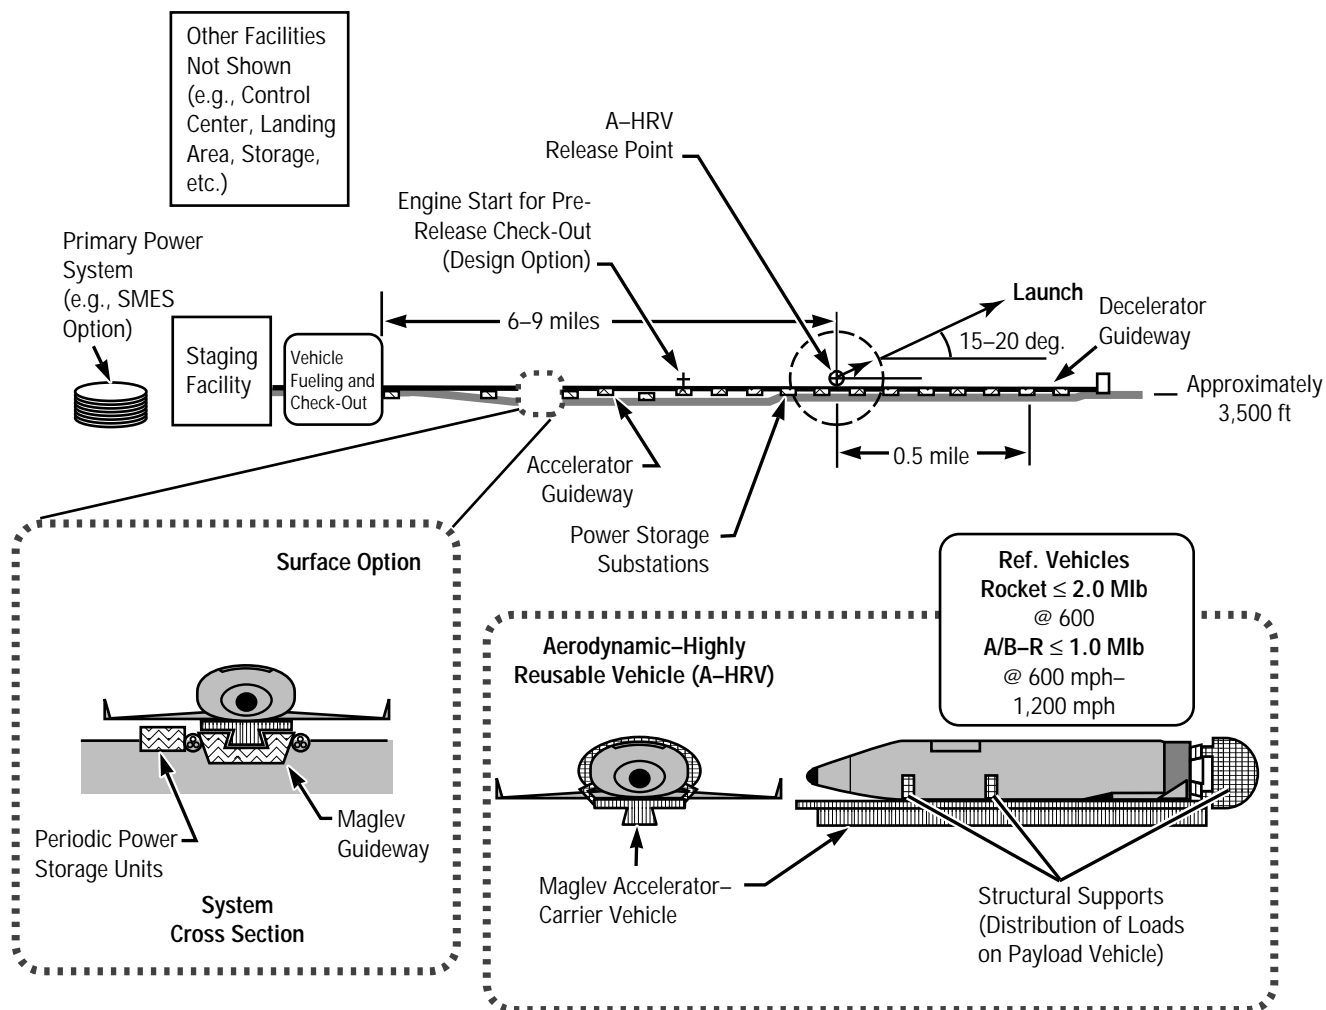 Other Facilities
Not Shown
(e.g., Control
Center, Landing
Area, Storage,
etc.)
A–HRV
Release Point
Engine Start for Pre-
Release Check-Out
(Design Option)
Primary Power
System
(e.g., SMES
Option)
Staging
Facility
Vehicle
Fueling and
Check-Out
6–9 miles
Launch
15–20 deg.
Decelerator
Guideway
Approximately
3,500 ft
0.5 mile
Accelerator
Guideway
Power Storage
Substations
Surface Option
Periodic Power
Storage Units
Maglev
Guideway
System
Cross Section
Ref. Vehicles
Rocket ≤ 2.0 Mlb
@ 600
A/B–R ≤ 1.0 Mlb
@ 600 mph–
1,200 mph
Aerodynamic–Highly
Reusable Vehicle (A–HRV)
Maglev Accelerator–
Carrier Vehicle
Structural Supports
(Distribution of Loads
on Payload Vehicle)